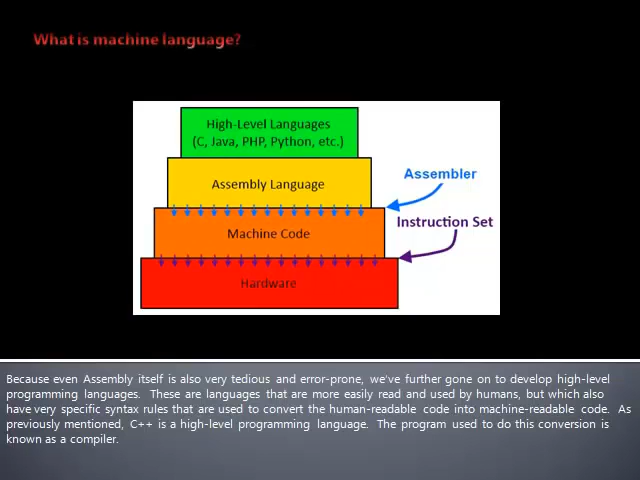 What is machine language?
High-Level Languages
(C, Java, PHP, Python, etc.)
Assembly Language
Assembler
Machine Code
Instruction Set
Hardware
Because even Assembly itself is also very tedious and error-prone, we've further gone on to develop high-level
programming languages. These are languages that are more easily read and used by humans, but which also
have very specific syntax rules that are used to convert the human-readable code into machine-readable code. As
previously mentioned, C++ is a high-level programming language. The program used to do this conversion is
known as a compiler.